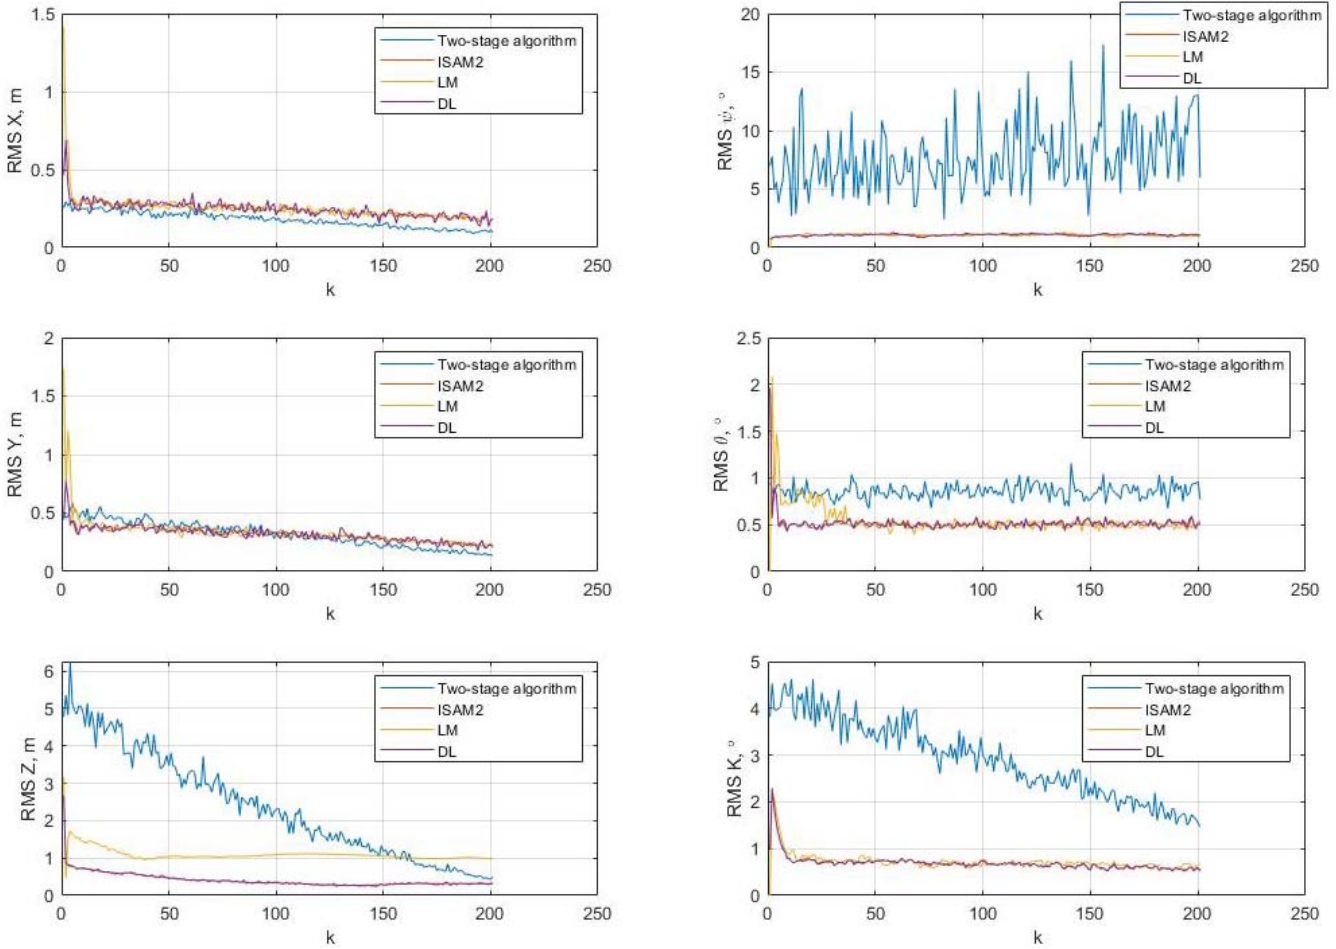 1.5
1
0.5
0
RMS X, m
0 50 100 150 200 250
k
Two-stage algorithm
ISAM2
LM
DL
20
15
10
5
0
RMS ψ, °
0 50 100 150 200 250
k
Two-stage algorithm
ISAM2
LM
DL
2
1.5
1
0.5
0
RMS Y, m
0 50 100 150 200 250
k
Two-stage algorithm
ISAM2
LM
DL
2.5
2
1.5
1
0.5
0
RMS θ, °
0 50 100 150 200 250
k
Two-stage algorithm
ISAM2
LM
DL
6
5
4
3
2
1
0
RMS Z, m
0 50 100 150 200 250
k
Two-stage algorithm
ISAM2
LM
DL
5
4
3
2
1
0
RMS K, °
0 50 100 150 200 250
k
Two-stage algorithm
ISAM2
LM
DL